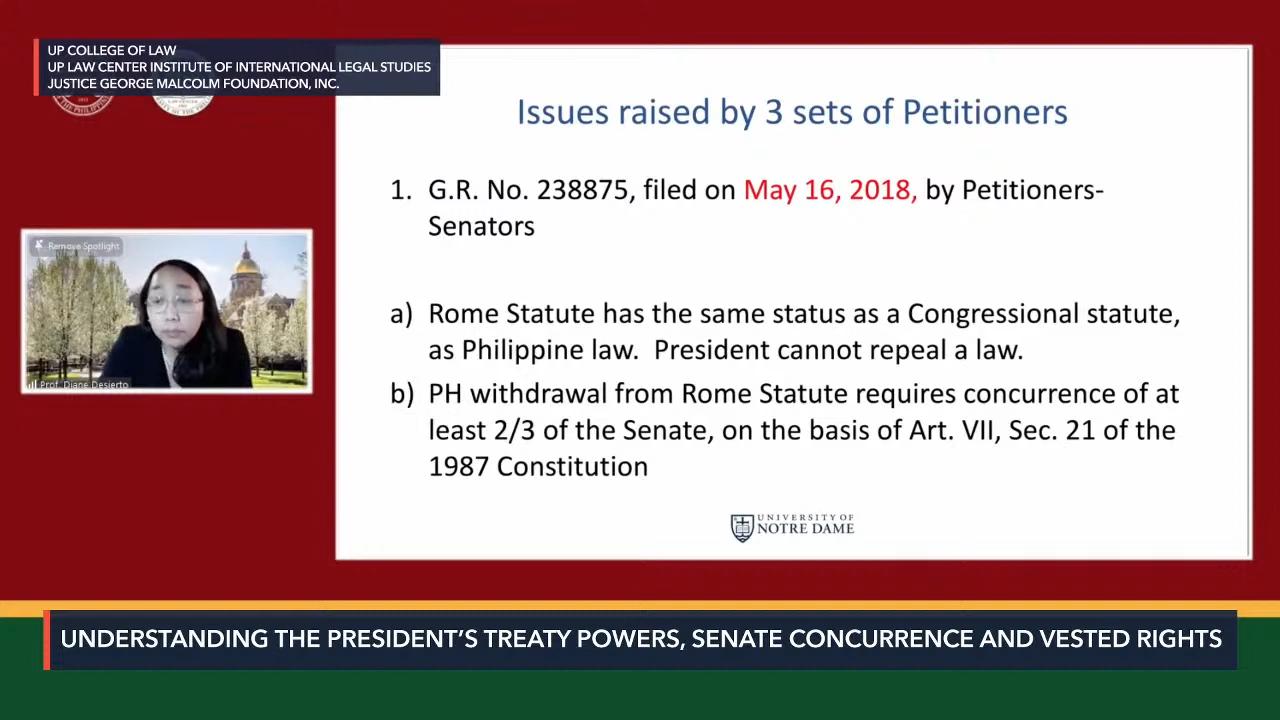 UP COLLEGE OF LAW
UP LAW CENTER INSTITUTE OF INTERNATIONAL LEGAL STUDIES
JUSTICE GEORGE MALCOLM FOUNDATION, INC.
Issues raised by 3 sets of Petitioners
1. G.R. No. 238875, filed on May 16, 2018, by Petitioners-
Senators
Remove Spotlight
Prof. Diane Desierto
a) Rome Statute has the same status as a Congressional statute,
as Philippine law. President cannot repeal a law.
b) PH withdrawal from Rome Statute requires concurrence of at
least 2/3 of the Senate, on the basis of Art. VII, Sec. 21 of the
1987 Constitution
UNIVERSITY OF
NOTRE DAME
UNDERSTANDING THE PRESIDENT'S TREATY POWERS, SENATE CONCURRENCE AND VESTED RIGHTS